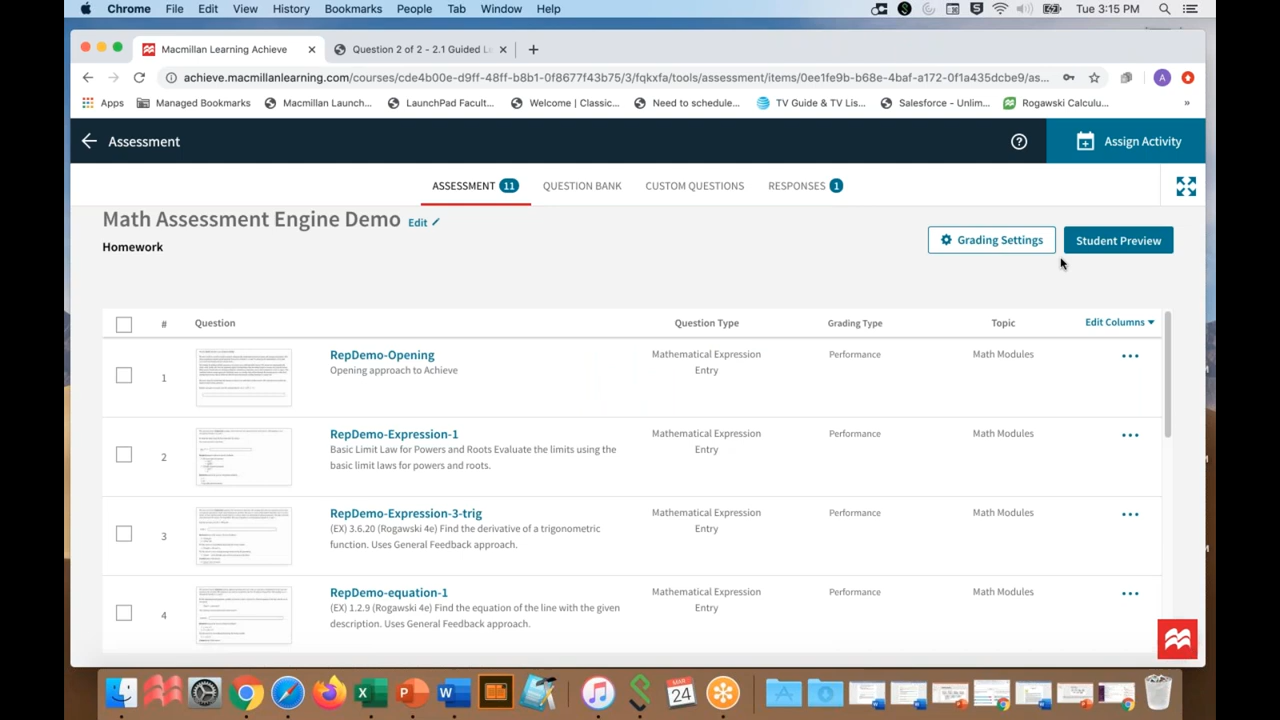 Chrome File Edit View History Bookmarks People Tab Window Help Tue 3:15 PM
Macmillan Learning Achieve
Question 2 of 2 - 2.1 Guided
achieve.macmillanlearning.com/courses/cde4b00e-d9ff-48ff-b8b1-0f8677f43b75/3/fqkxfa/tools/assessment/items/0ee1fe9b-b68e-4baf-a172-0f1a435dcbe9/as...
A
Apps Managed Bookmarks Macmillan Launch... LaunchPad Facult... Welcome | Classic... Need to schedule... TV Guide & TV Lis... Salesforce - Unlim... Rogawski Calculu... »
Assessment
Assign Activity
ASSESSMENT 11 QUESTION BANK CUSTOM QUESTIONS RESPONSES 1
Math Assessment Engine Demo Edit
Homework
Grading Settings Student Preview
# Question Question Type Grading Type Topic Edit Columns
1 RepDemo-Opening Mathematical Expression Performance Math Modules
Opening approach to Achieve Entry
2 RepDemo-Expression-1 Mathematical Expression Performance Math Modules
Basic Limit Law for Powers and Roots Evaluate the limits using the Entry
basic limit laws for powers and roots.
3 RepDemo-Expression-3-trig Mathematical Expression Performance Math Modules
(EX) 3.6.20 (Rogawski 4e) Find the derivative of a trigonometric Entry
function. Uses General Feedback approach.
4 RepDemo-equation-1 Mathematical Expression Performance Math Modules
(EX) 1.2.9 (Rogawski 4e) Find the equation of the line with the given Entry
description. Uses General Feedback approach.
MAR
24